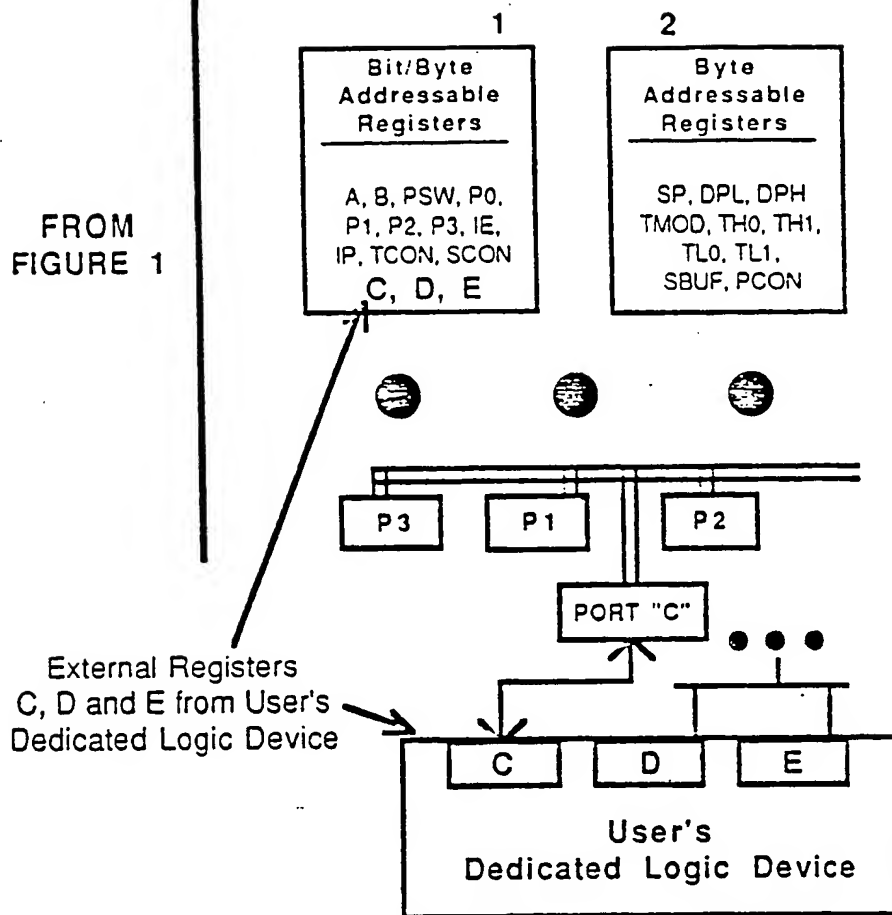 1
2
Bit/Byte
Addressable
Registers
A, B, PSW, P0,
P1, P2, P3, IE,
IP, TCON, SCON
C, D, E
Byte
Addressable
Registers
SP, DPL, DPH
TMOD, TH0, TH1,
TL0, TL1,
SBUF, PCON
FROM
FIGURE 1
P3
P1
P2
PORT "C"
External Registers
C, D and E from User's
Dedicated Logic Device
C
D
E
User's
Dedicated Logic Device